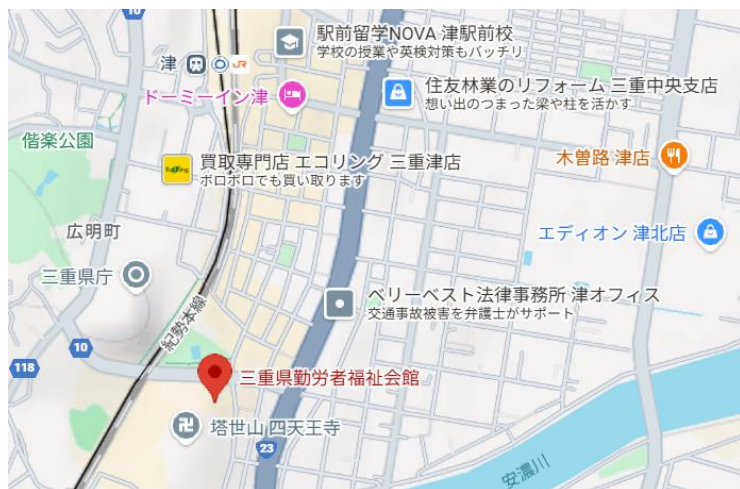 10
駅前留学NOVA 津駅前校
学校の授業や英検対策もバッチリ
津
JR
ドーミーイン津
住友林業のリフォーム 三重中央支店
想い出のつまった梁や柱を活かす
偕楽公園
買取専門店 エコリング 三重津店
ボロボロでも買い取ります
木曽路 津店
広明町
エディオン 津北店
三重県庁
ベリーベスト法律事務所 津オフィス
交通事故被害を弁護士がサポート
紀勢本線
10
118
三重県勤労者福祉会館
塔世山 四天王寺
23
安濃川